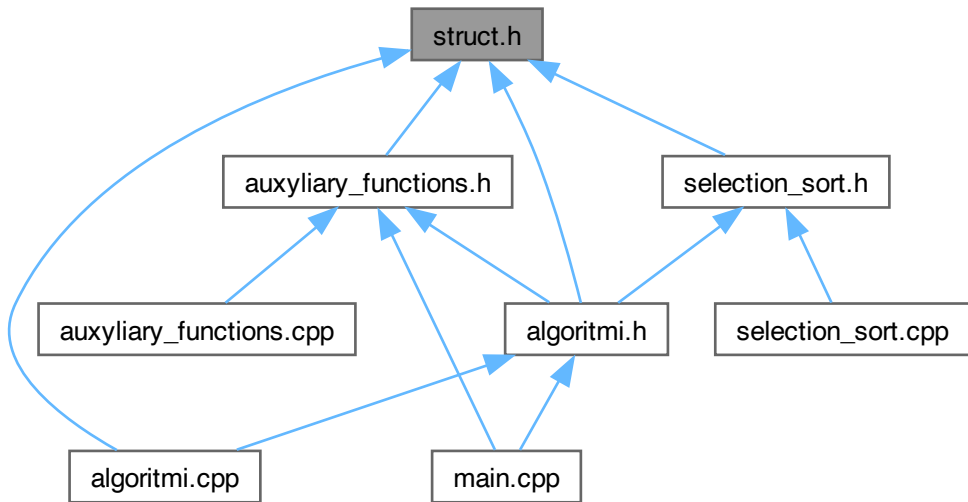 struct.h
auxyliary_functions.h
selection_sort.h
auxyliary_functions.cpp
algoritmi.h
selection_sort.cpp
algoritmi.cpp
main.cpp